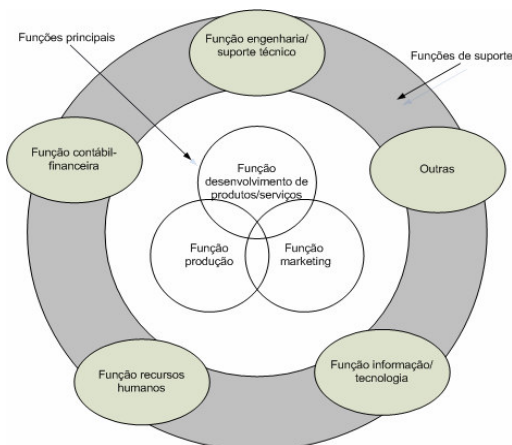 Funções principais
Função engenharia/
suporte técnico
Funções de suporte
Função contábil-
financeira
Função
desenvolvimento de
produtos/serviços
Outras
Função
produção
Função
marketing
Função recursos
humanos
Função informação/
tecnologia